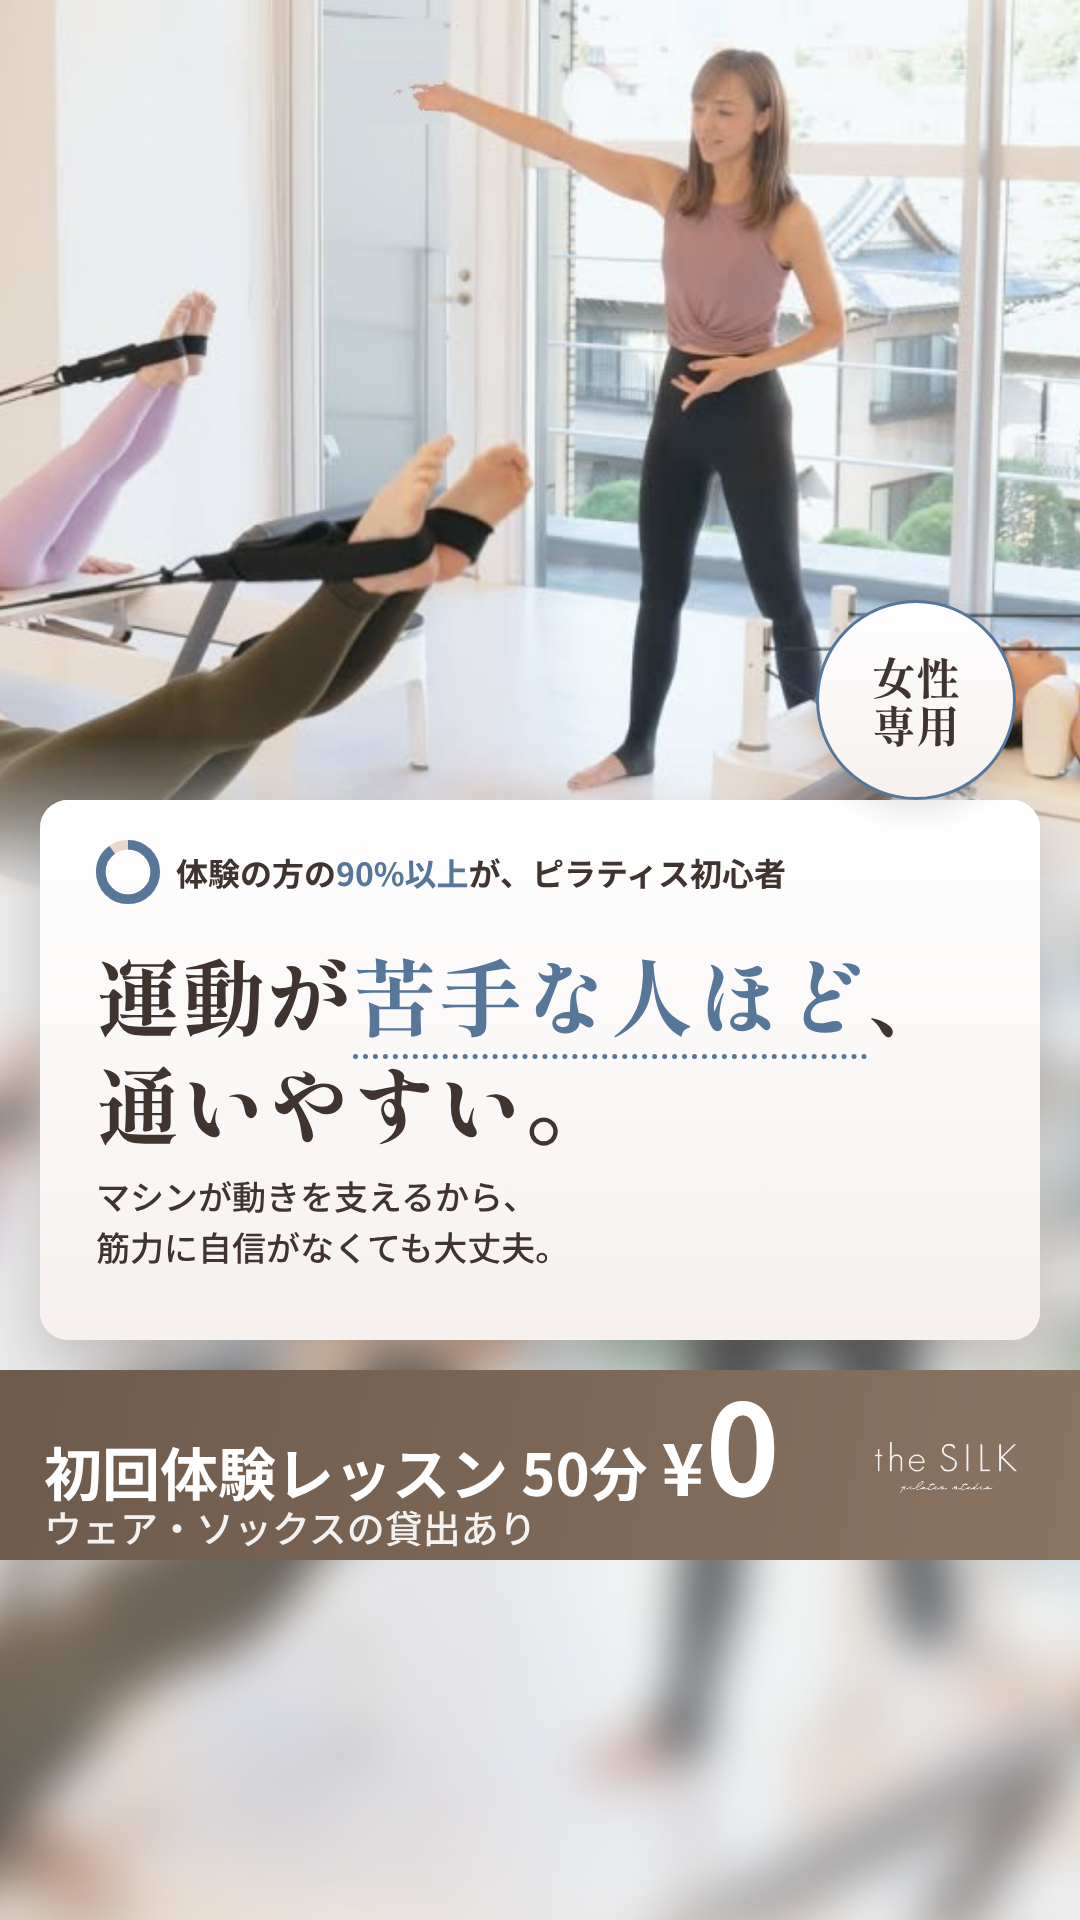 女性
専用
体験の方の90%以上が、ピラティス初心者
運動が苦手な人ほど、
通いやすい。
マシンが動きを支えるから、
筋力に自信がなくても大丈夫。
初回体験レッスン 50分 ¥0
ウェア・ソックスの貸出あり
the SILK
pilates studio